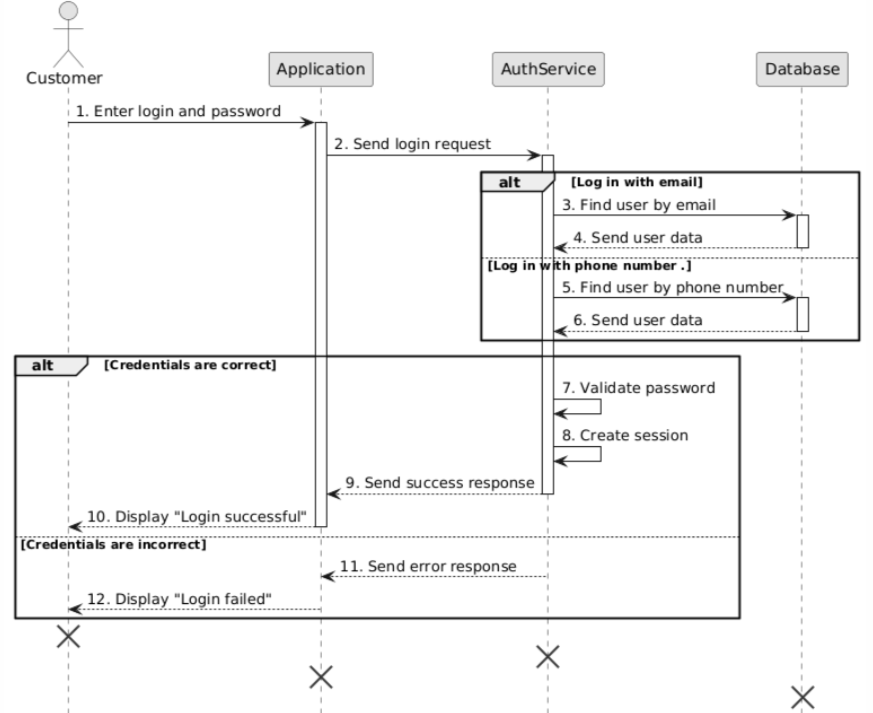 Customer
Application
AuthService
Database
1. Enter login and password
2. Send login request
alt
[Log in with email]
3. Find user by email
4. Send user data
[Log in with phone number .]
5. Find user by phone number
6. Send user data
alt
[Credentials are correct]
7. Validate password
8. Create session
9. Send success response
10. Display "Login successful"
[Credentials are incorrect]
11. Send error response
12. Display "Login failed"